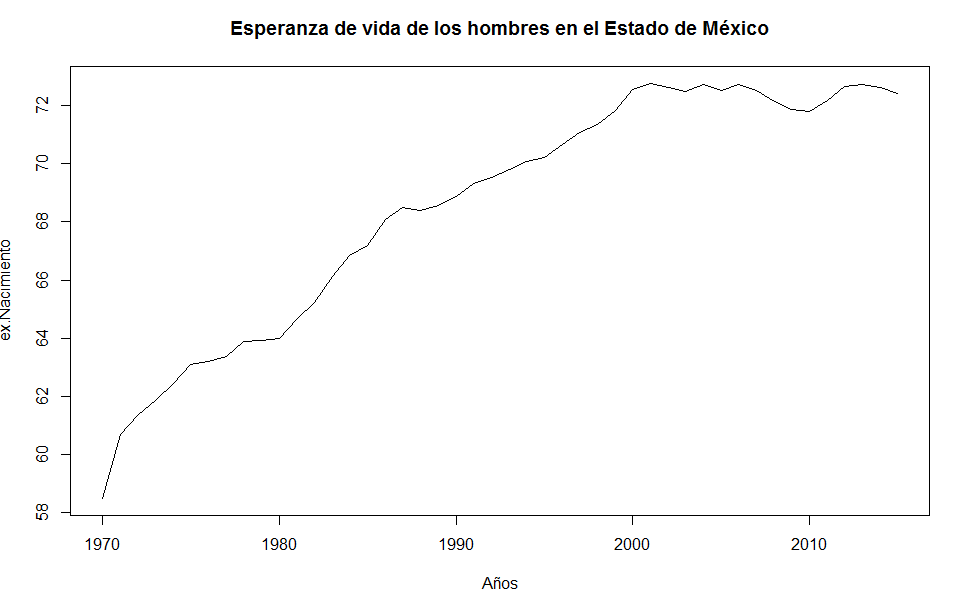 Esperanza de vida de los hombres en el Estado de México
ex.Nacimiento
72
70
68
66
64
62
60
58
1970 1980 1990 2000 2010
Años